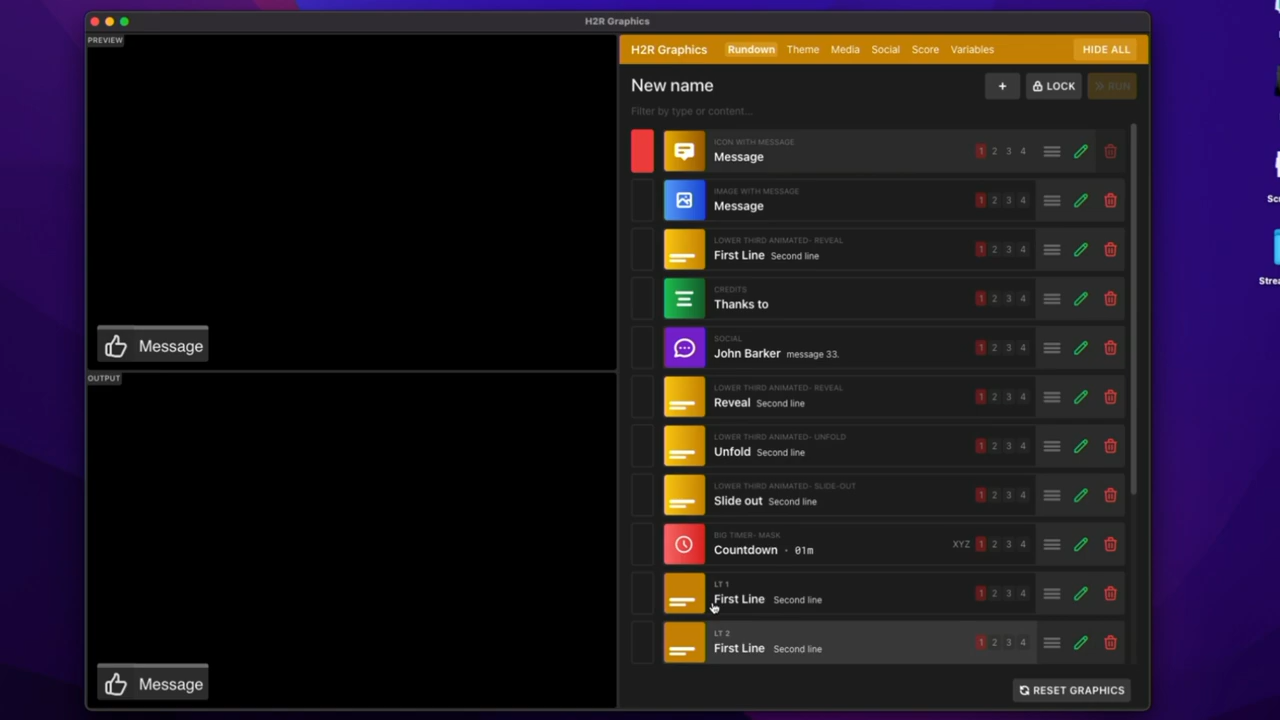 H2R Graphics
PREVIEW
Message
OUTPUT
Message
H2R Graphics Rundown Theme Media Social Score Variables HIDE ALL
New name + LOCK RUN
Filter by type or content...
ICON WITH MESSAGE
Message 1 2 3 4
IMAGE WITH MESSAGE
Message 1 2 3 4
LOWER THIRD ANIMATED- REVEAL
First Line Second line 1 2 3 4
CREDITS
Thanks to 1 2 3 4
SOCIAL
John Barker message 33. 1 2 3 4
LOWER THIRD ANIMATED- REVEAL
Reveal Second line 1 2 3 4
LOWER THIRD ANIMATED- UNFOLD
Unfold Second line 1 2 3 4
LOWER THIRD ANIMATED- SLIDE-OUT
Slide out Second line 1 2 3 4
BIG TIMER- MASK
Countdown · 01m XYZ 1 2 3 4
LT 1
First Line Second line 1 2 3 4
LT 2
First Line Second line 1 2 3 4
RESET GRAPHICS